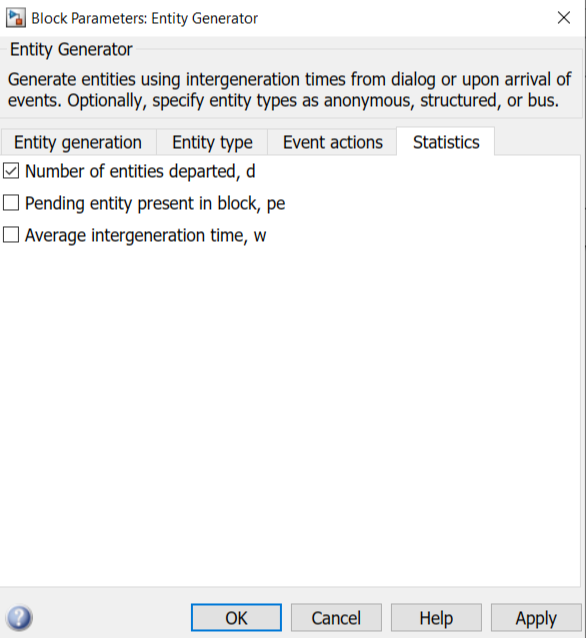 Block Parameters: Entity Generator
Entity Generator
Generate entities using intergeneration times from dialog or upon arrival of
events. Optionally, specify entity types as anonymous, structured, or bus.
Entity generation Entity type Event actions Statistics
Number of entities departed, d
Pending entity present in block, pe
Average intergeneration time, w
? OK Cancel Help Apply